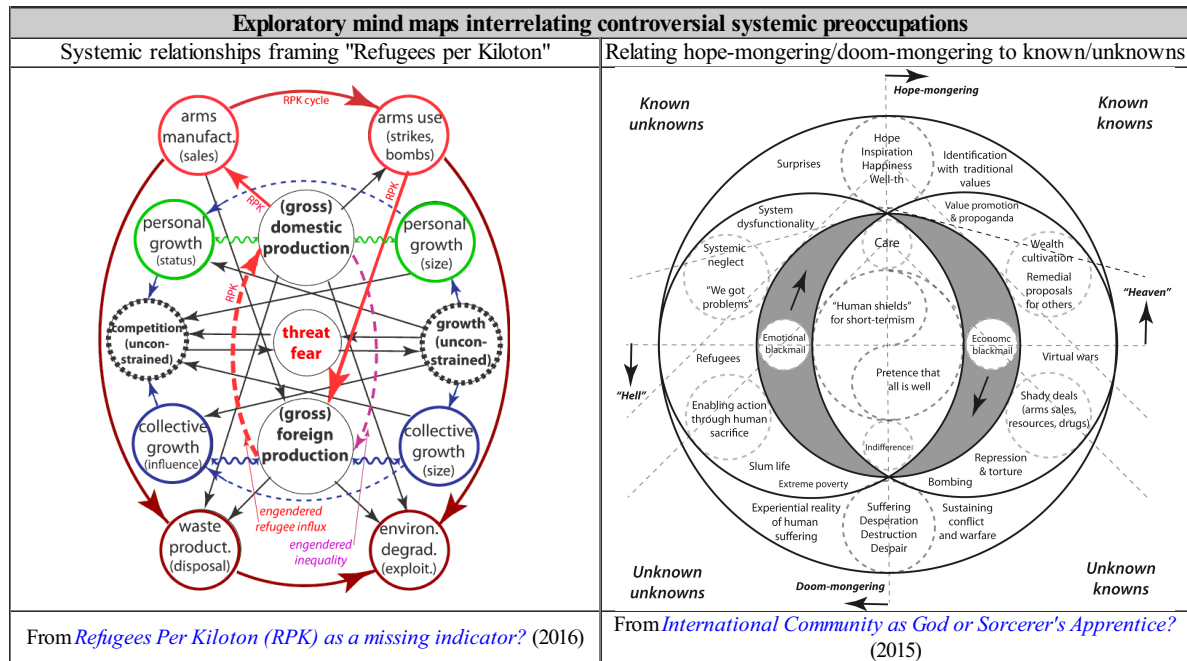 Exploratory mind maps interrelating controversial systemic preoccupations
Systemic relationships framing "Refugees per Kiloton"
Relating hope-mongering/doom-mongering to known/unknowns
RPK cycle
arms
manufact.
(sales)
arms use
(strikes,
bombs)
RPK
RPK
(gross)
domestic
production
personal
growth
(status)
personal
growth
(size)
RPK
competition
(uncon-
strained)
threat
fear
growth
(uncon-
strained)
(gross)
foreign
production
collective
growth
(influence)
collective
growth
(size)
engendered
refugee influx
engendered
inequality
waste
product.
(disposal)
environ.
degrad.
(exploit.)
From Refugees Per Kiloton (RPK) as a missing indicator? (2016)
Hope-mongering
Known
unknowns
Known
knowns
Hope
Inspiration
Happiness
Well-th
Surprises
Identification
with traditional
values
System
dysfunctionality
Value promotion
& propoganda
Care
Systemic
neglect
"We got
problems"
Wealth
cultivation
Remedial
proposals
for others
"Heaven"
"Human shields"
for short-termism
Emotional
blackmail
Economc
blackmail
Refugees
Virtual wars
"Hell"
Pretence that
all is well
Enabling action
through human
sacrifice
Shady deals
(arms sales,
resources, drugs)
Indifference
Slum life
Extreme poverty
Repression
& torture
Bombing
Experiential reality
of human
suffering
Suffering
Desperation
Destruction
Despair
Sustaining
conflict
and warfare
Unknown
unknowns
Unknown
knowns
Doom-mongering
From International Community as God or Sorcerer's Apprentice?
(2015)